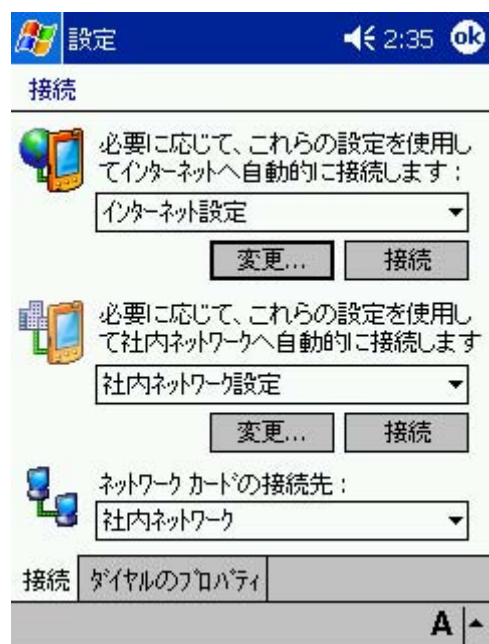 設定 2:35 ok
接続
必要に応じて、これらの設定を使用し
てインターネットへ自動的に接続します：
インターネット設定
変更... 接続
必要に応じて、これらの設定を使用し
て社内ネットワークへ自動的に接続します
社内ネットワーク設定
変更... 接続
ネットワーク カードの接続先：
社内ネットワーク
接続 ダイヤルのプロパティ
A